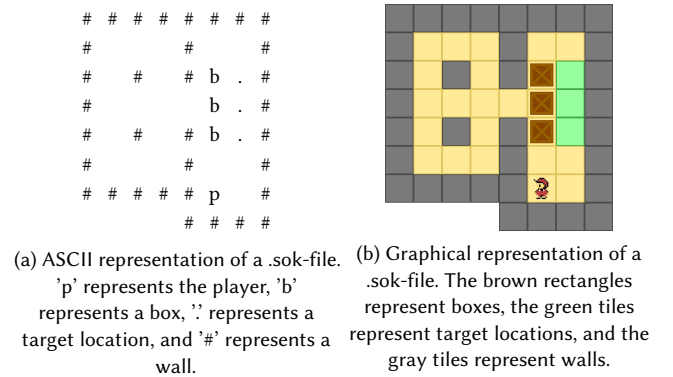 # # # # # # # #
#       #     #
#   #   # b . #
#         b . #
#   #   # b . #
#       #     #
# # # # # p   #
        # # # #
(a) ASCII representation of a .sok-file.
'p' represents the player, 'b'
represents a box, '.' represents a
target location, and '#' represents a
wall.
(b) Graphical representation of a
.sok-file. The brown rectangles
represent boxes, the green tiles
represent target locations, and the
gray tiles represent walls.